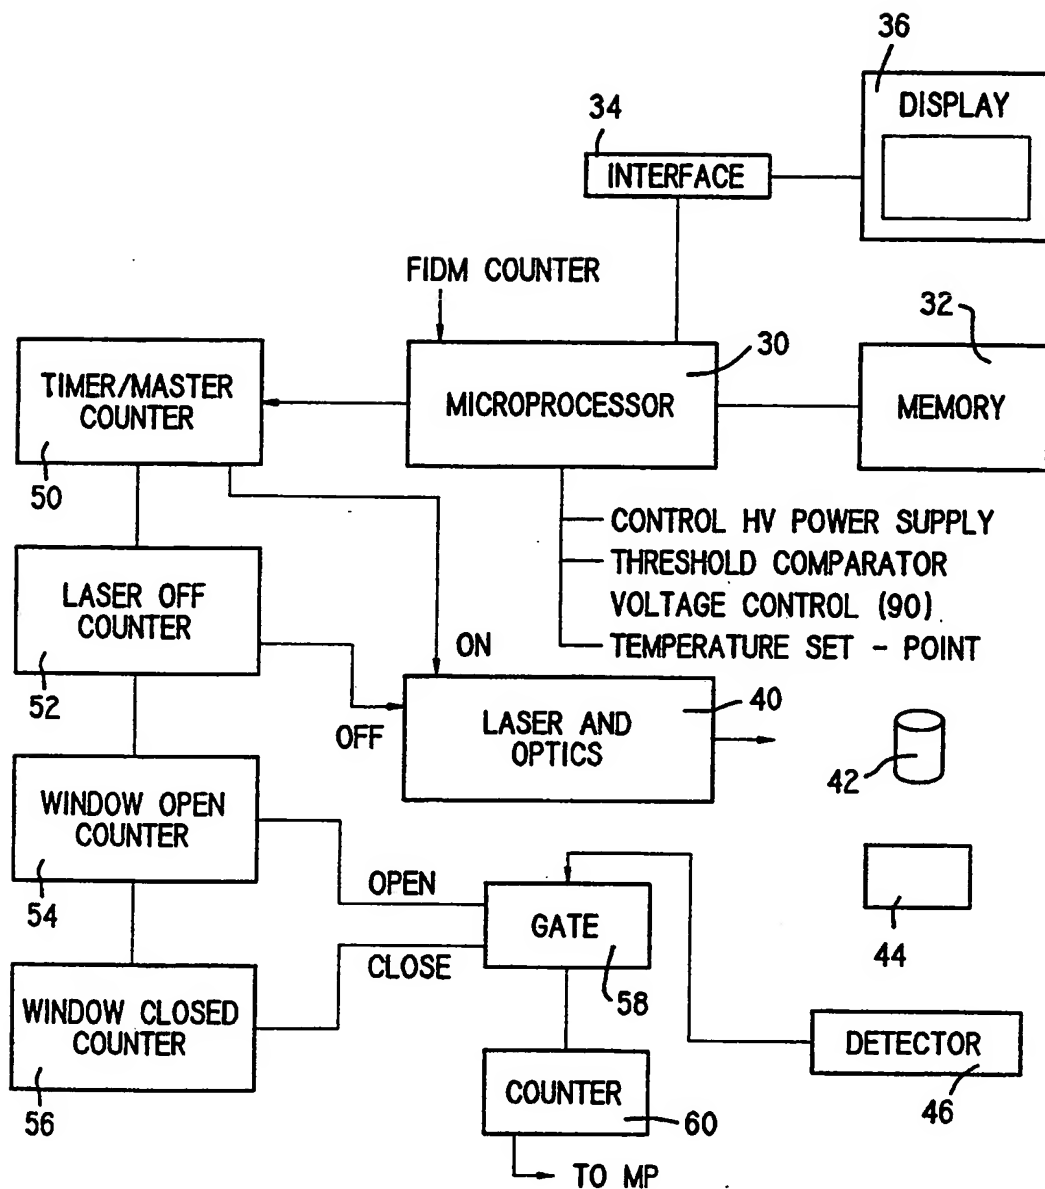 36
DISPLAY
34
INTERFACE
FIDM COUNTER
32
30
TIMER/MASTER
COUNTER
MICROPROCESSOR
MEMORY
50
CONTROL HV POWER SUPPLY
THRESHOLD COMPARATOR
VOLTAGE CONTROL (90)
TEMPERATURE SET - POINT
LASER OFF
COUNTER
ON
52
OFF
40
LASER AND
OPTICS
42
WINDOW OPEN
COUNTER
54
OPEN
GATE
CLOSE
58
44
WINDOW CLOSED
COUNTER
56
DETECTOR
46
COUNTER
60
TO MP